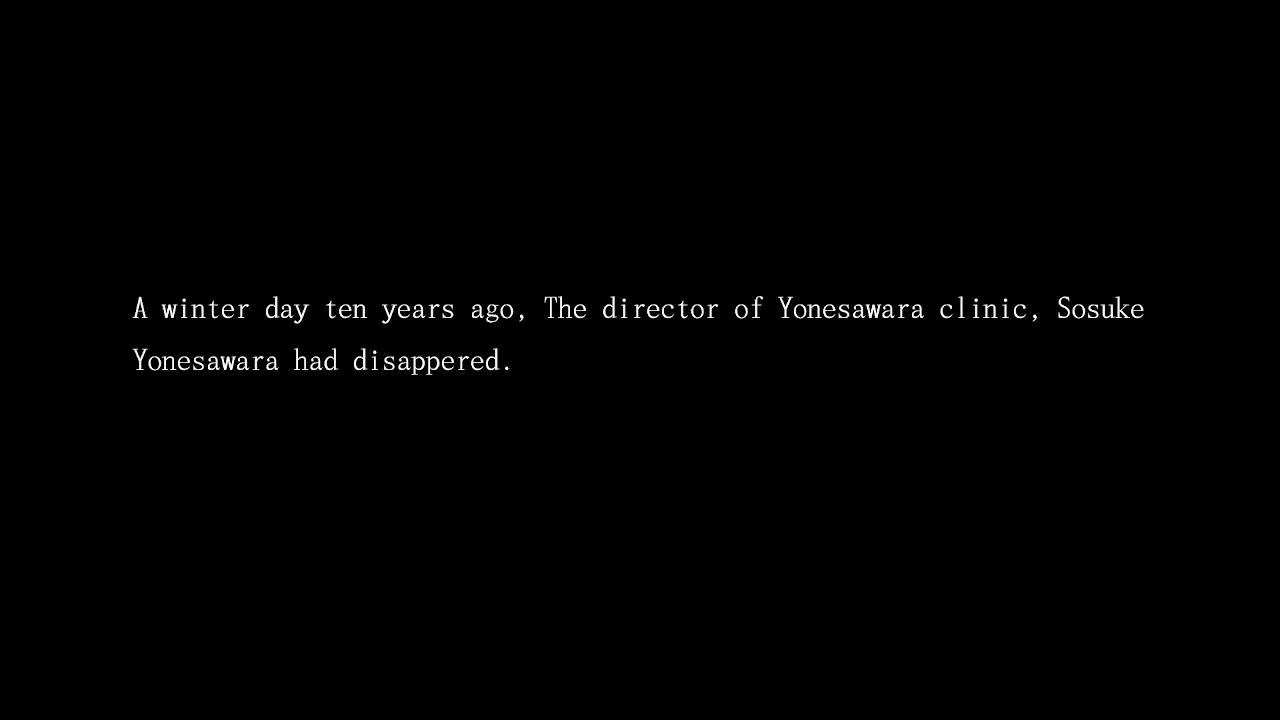 A winter day ten years ago, The director of Yonesawara clinic, Sosuke
Yonesawara had disappered.